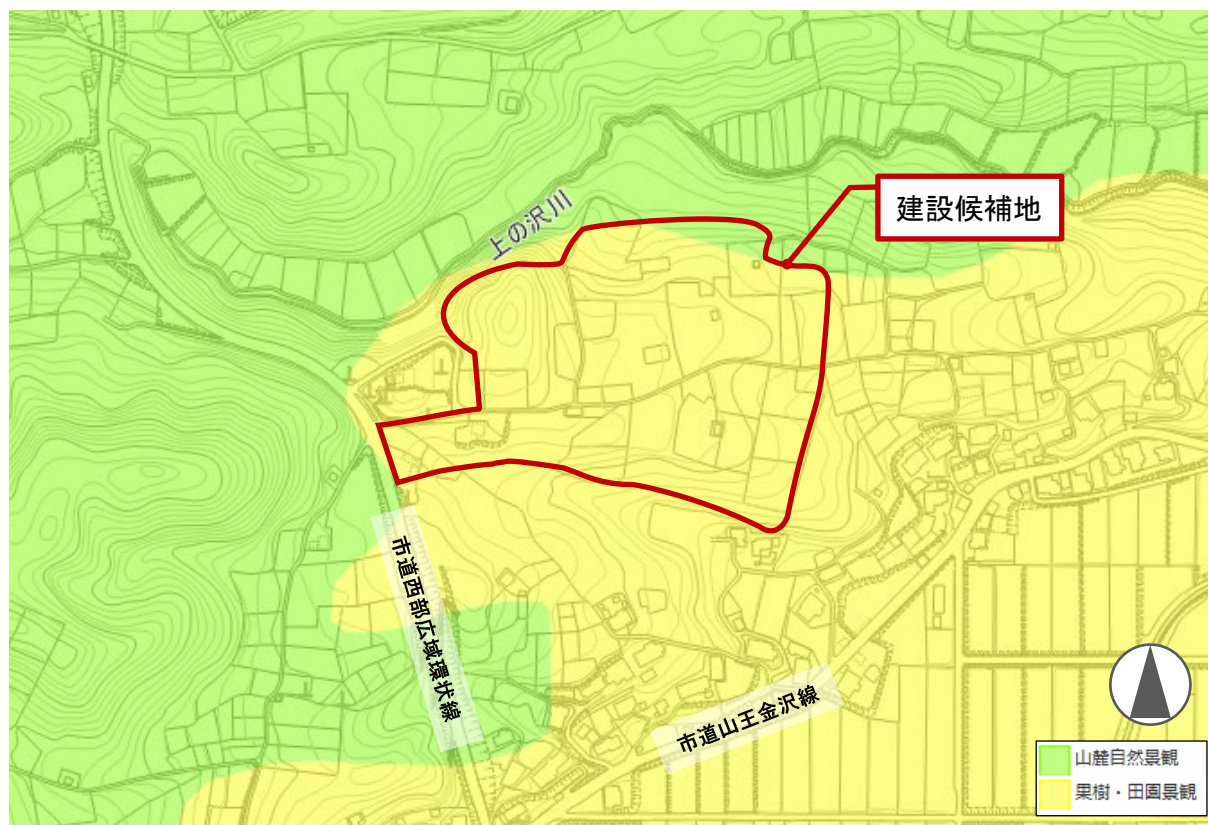 建設候補地
上の沢川
市道西部広域環状線
市道山王金沢線
山麓自然景観
果樹・田園景観